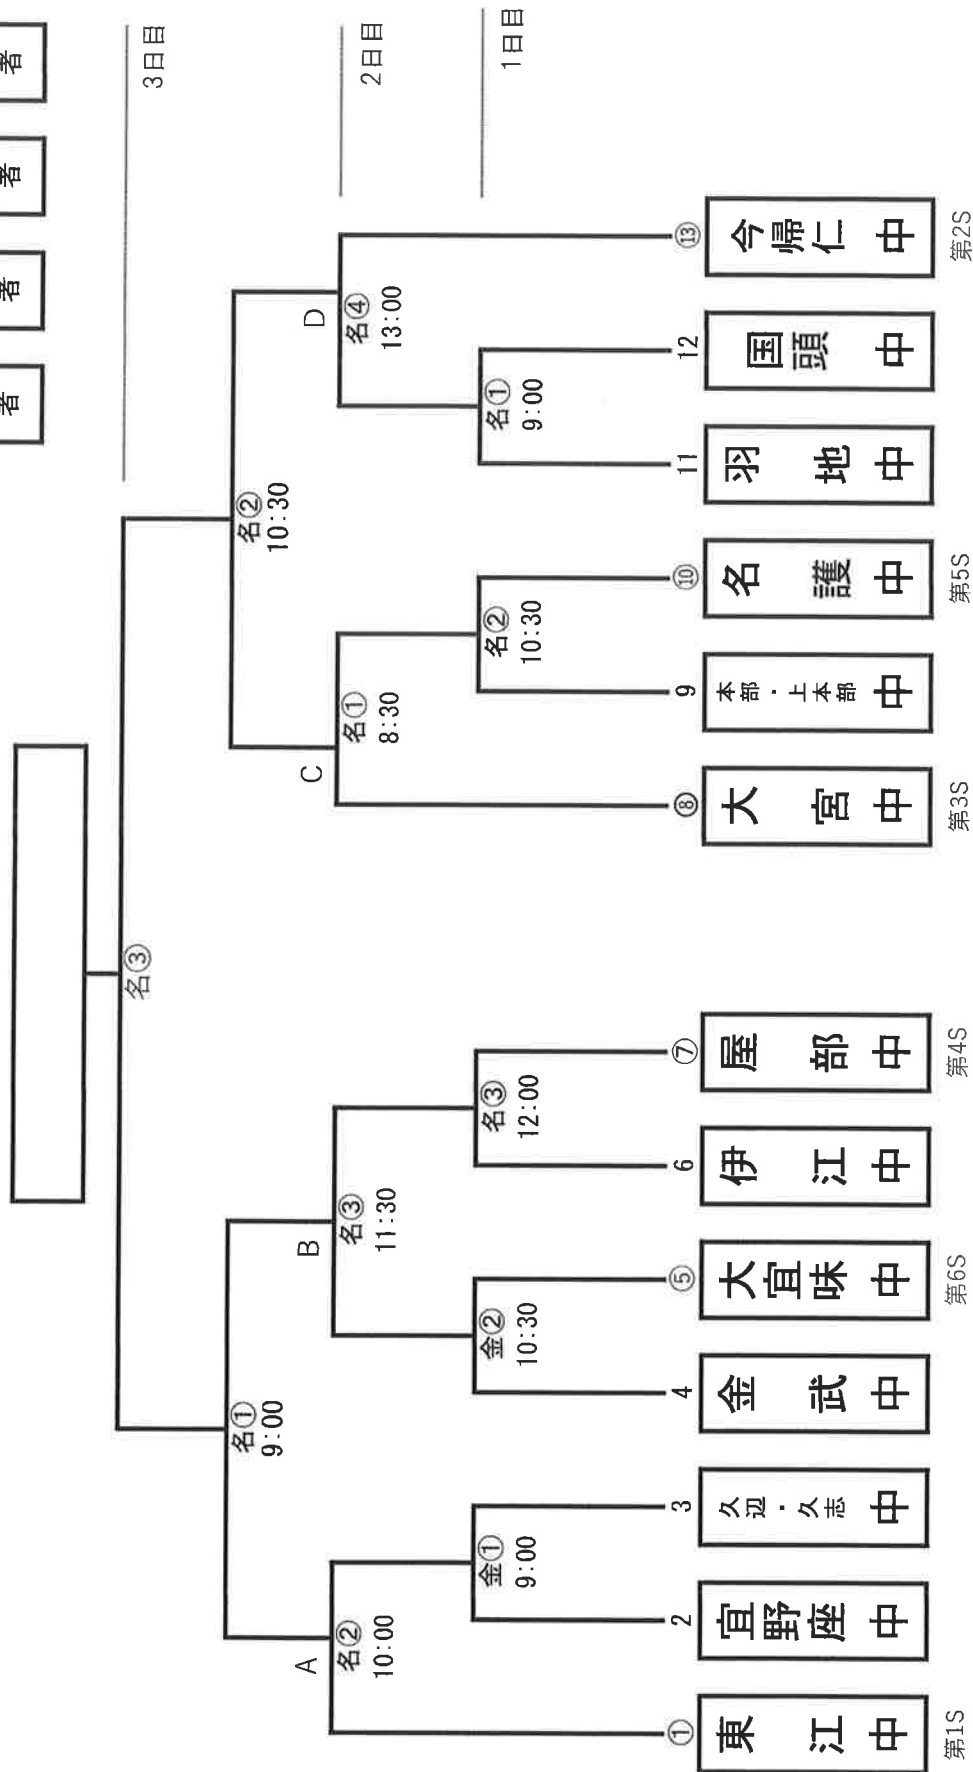 者
者
者
者
3日目
2日目
1日目
名③
名①
9:00
名②
10:30
A
名②
10:00
B
名③
11:30
C
名①
8:30
D
名④
13:00
金①
9:00
金②
10:30
名③
12:00
名②
10:30
名①
9:00
① 東江中 第1S
2 宜野座中
3 久辺・久志中
4 金武中
⑤ 大宜味中 第6S
6 伊江中
⑦ 屋部中 第4S
⑧ 大宮中 第3S
9 本部・上本部中
⑩ 名護中 第5S
11 羽地中
12 国頭中
⑬ 今帰仁中 第2S